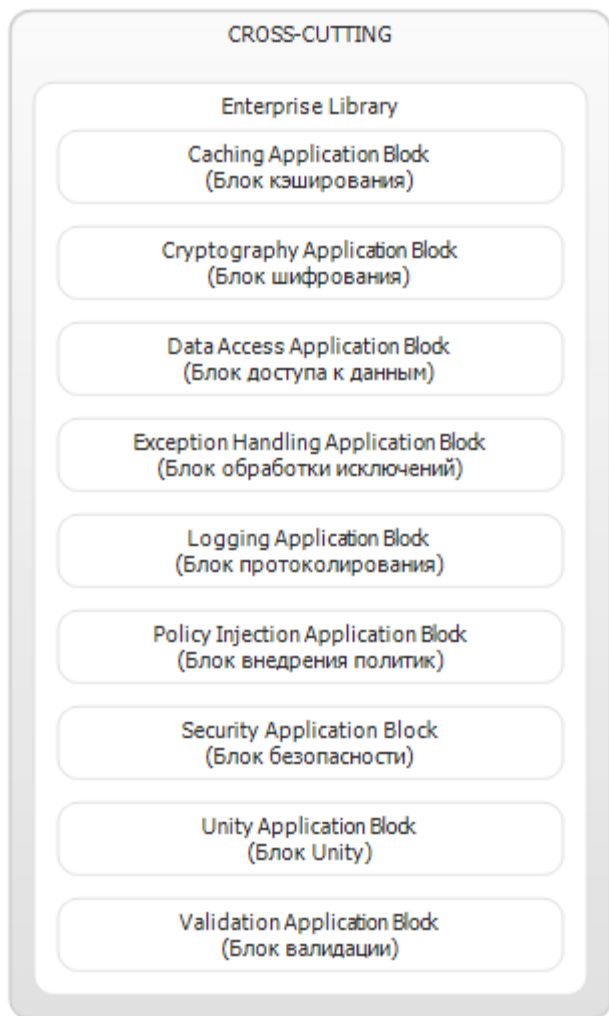 CROSS-CUTTING
Enterprise Library
Caching Application Block
(Блок кэширования)
Cryptography Application Block
(Блок шифрования)
Data Access Application Block
(Блок доступа к данным)
Exception Handling Application Block
(Блок обработки исключений)
Logging Application Block
(Блок протоколирования)
Policy Injection Application Block
(Блок внедрения политик)
Security Application Block
(Блок безопасности)
Unity Application Block
(Блок Unity)
Validation Application Block
(Блок валидации)